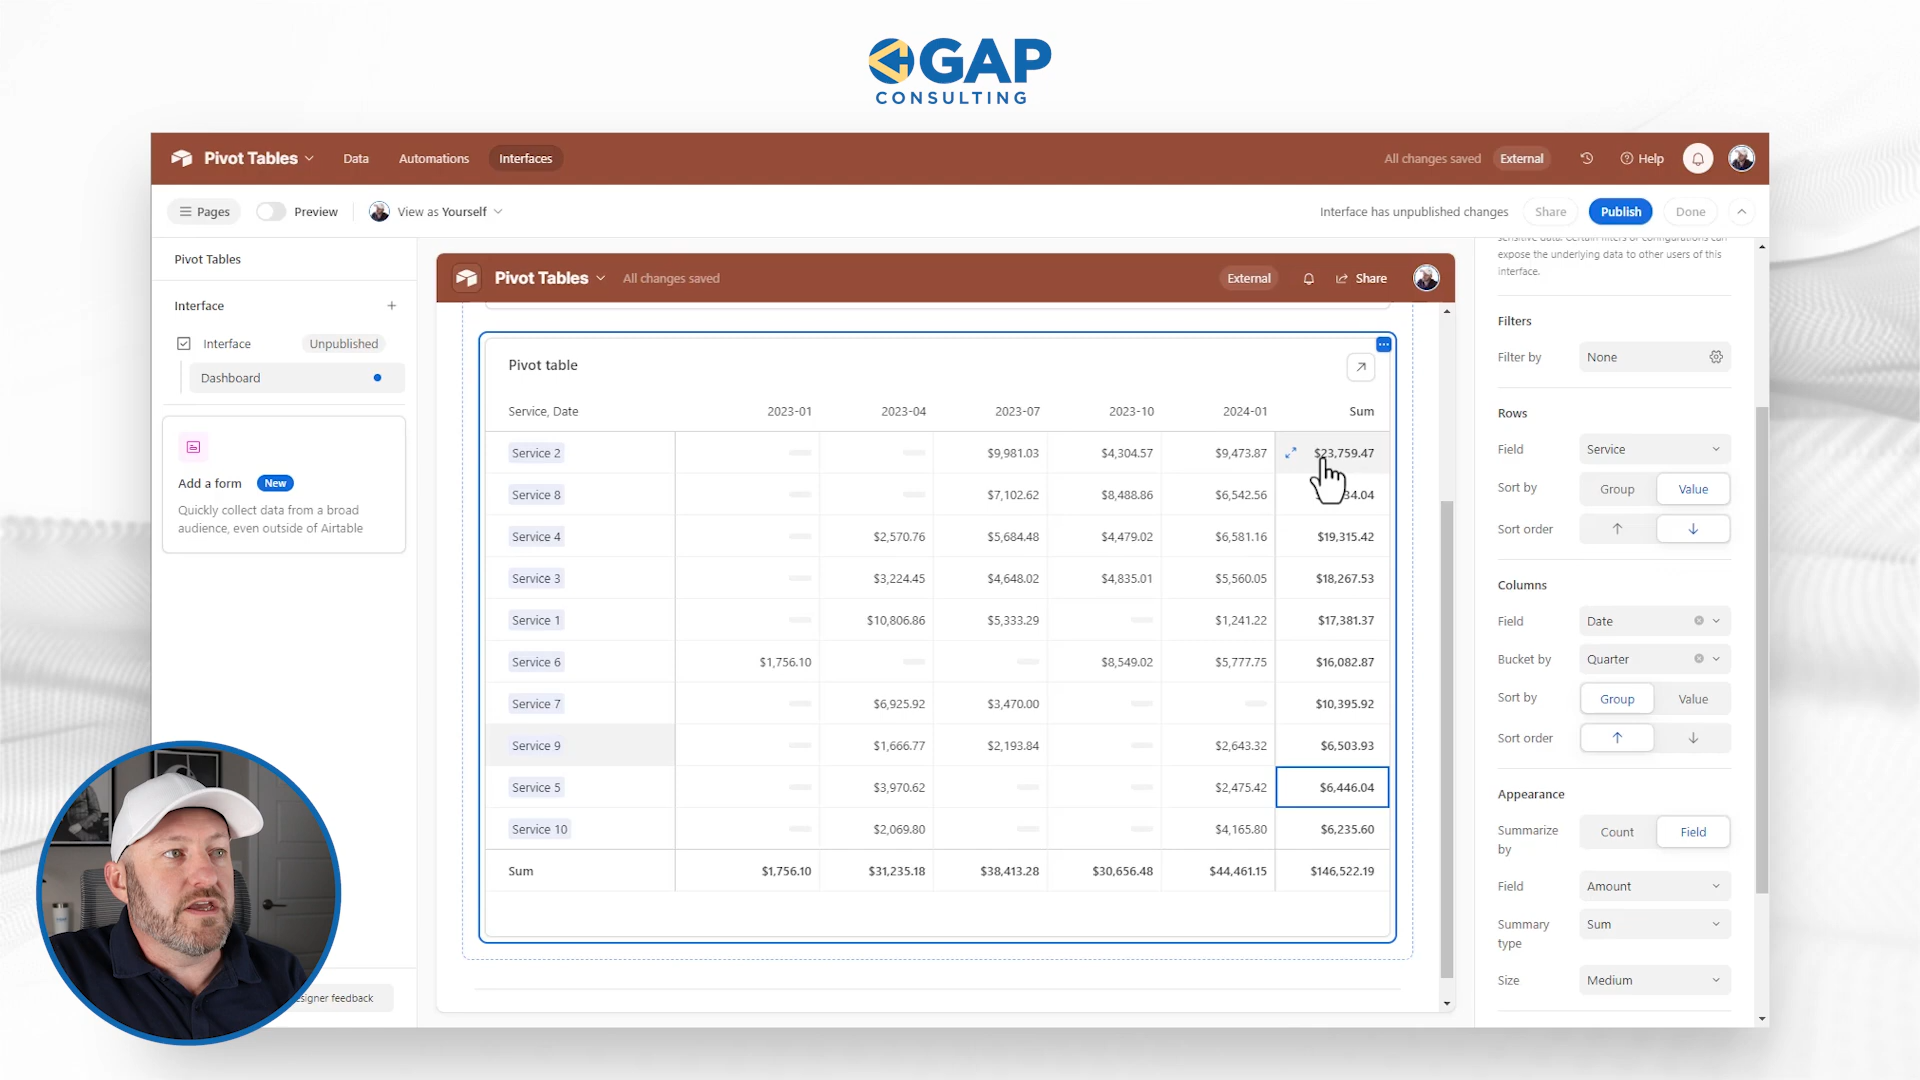 GAP
CONSULTING
Pivot Tables
Data
Automations
Interfaces
All changes saved
External
Help
Pages
Preview
View as Yourself
Interface has unpublished changes
Share
Publish
Done
Pivot Tables
Interface
Interface
Unpublished
Dashboard
Add a form
New
Quickly collect data from a broad
audience, even outside of Airtable
signer feedback
Pivot Tables
All changes saved
External
Share
Pivot table
Service, Date 2023-01 2023-04 2023-07 2023-10 2024-01 Sum
Service 2 $9,981.03 $4,304.57 $9,473.87 $23,759.47
Service 8 $7,102.62 $8,488.86 $6,542.56 34.04
Service 4 $2,570.76 $5,684.48 $4,479.02 $6,581.16 $19,315.42
Service 3 $3,224.45 $4,648.02 $4,835.01 $5,560.05 $18,267.53
Service 1 $10,806.86 $5,333.29 $1,241.22 $17,381.37
Service 6 $1,756.10 $8,549.02 $5,777.75 $16,082.87
Service 7 $6,925.92 $3,470.00 $10,395.92
Service 9 $1,666.77 $2,193.84 $2,643.32 $6,503.93
Service 5 $3,970.62 $2,475.42 $6,446.04
Service 10 $2,069.80 $4,165.80 $6,235.60
Sum $1,756.10 $31,235.18 $38,413.28 $30,656.48 $44,461.15 $146,522.19
sensitive data. Certain filters or configurations can
expose the underlying data to other users of this
interface.
Filters
Filter by None
Rows
Field Service
Sort by Group Value
Sort order
Columns
Field Date
Bucket by Quarter
Sort by Group Value
Sort order
Appearance
Summarize
by
Count Field
Field Amount
Summary
type
Sum
Size Medium